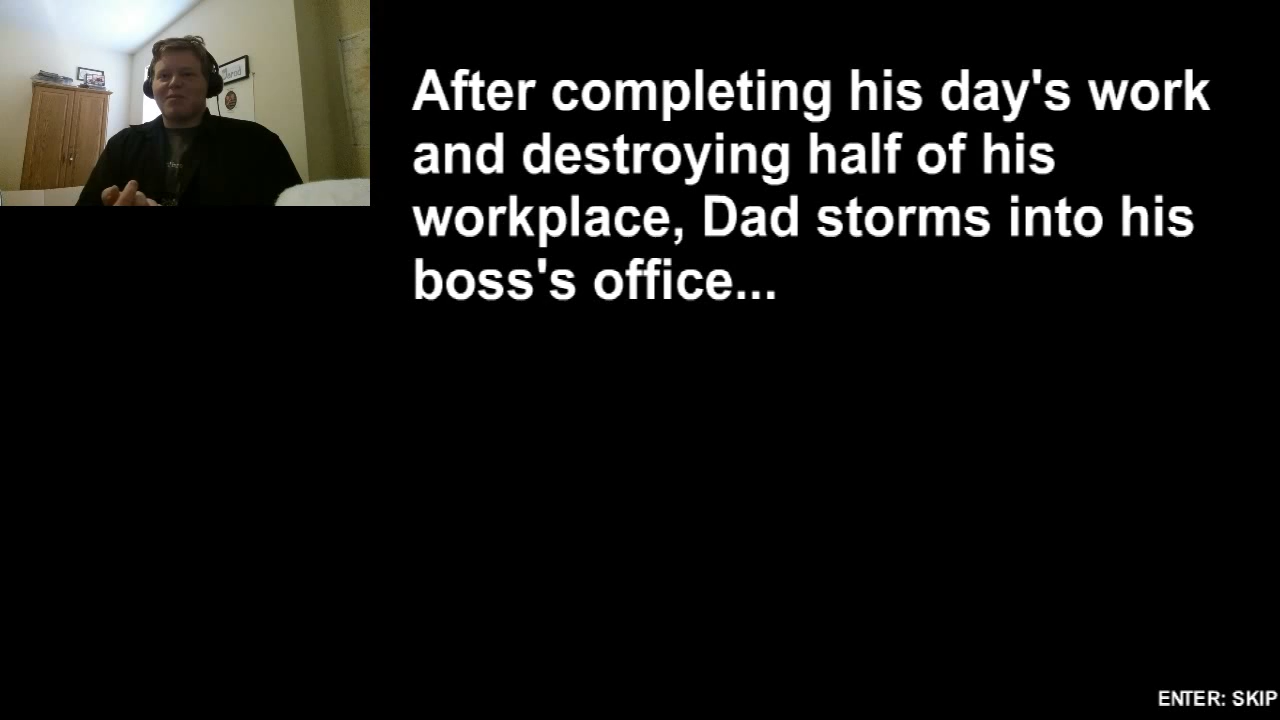 After completing his day's work
and destroying half of his
workplace, Dad storms into his
boss's office...
ENTER: SKIP